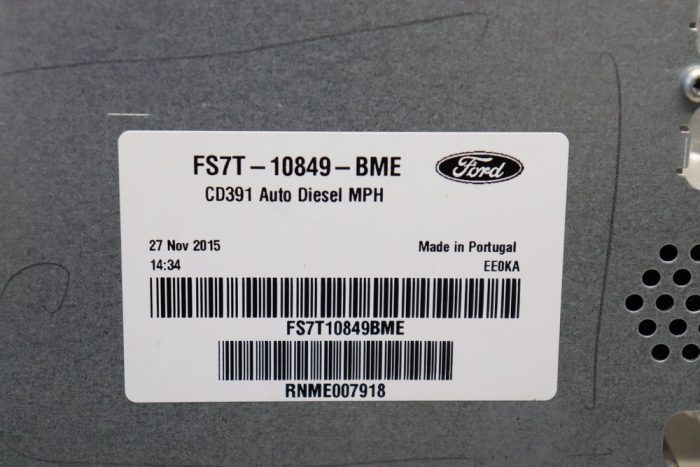 FS7T-10849-BME Ford
CD391 Auto Diesel MPH
27 Nov 2015 Made in Portugal
14:34 EE0KA
FS7T10849BME
RNME007918